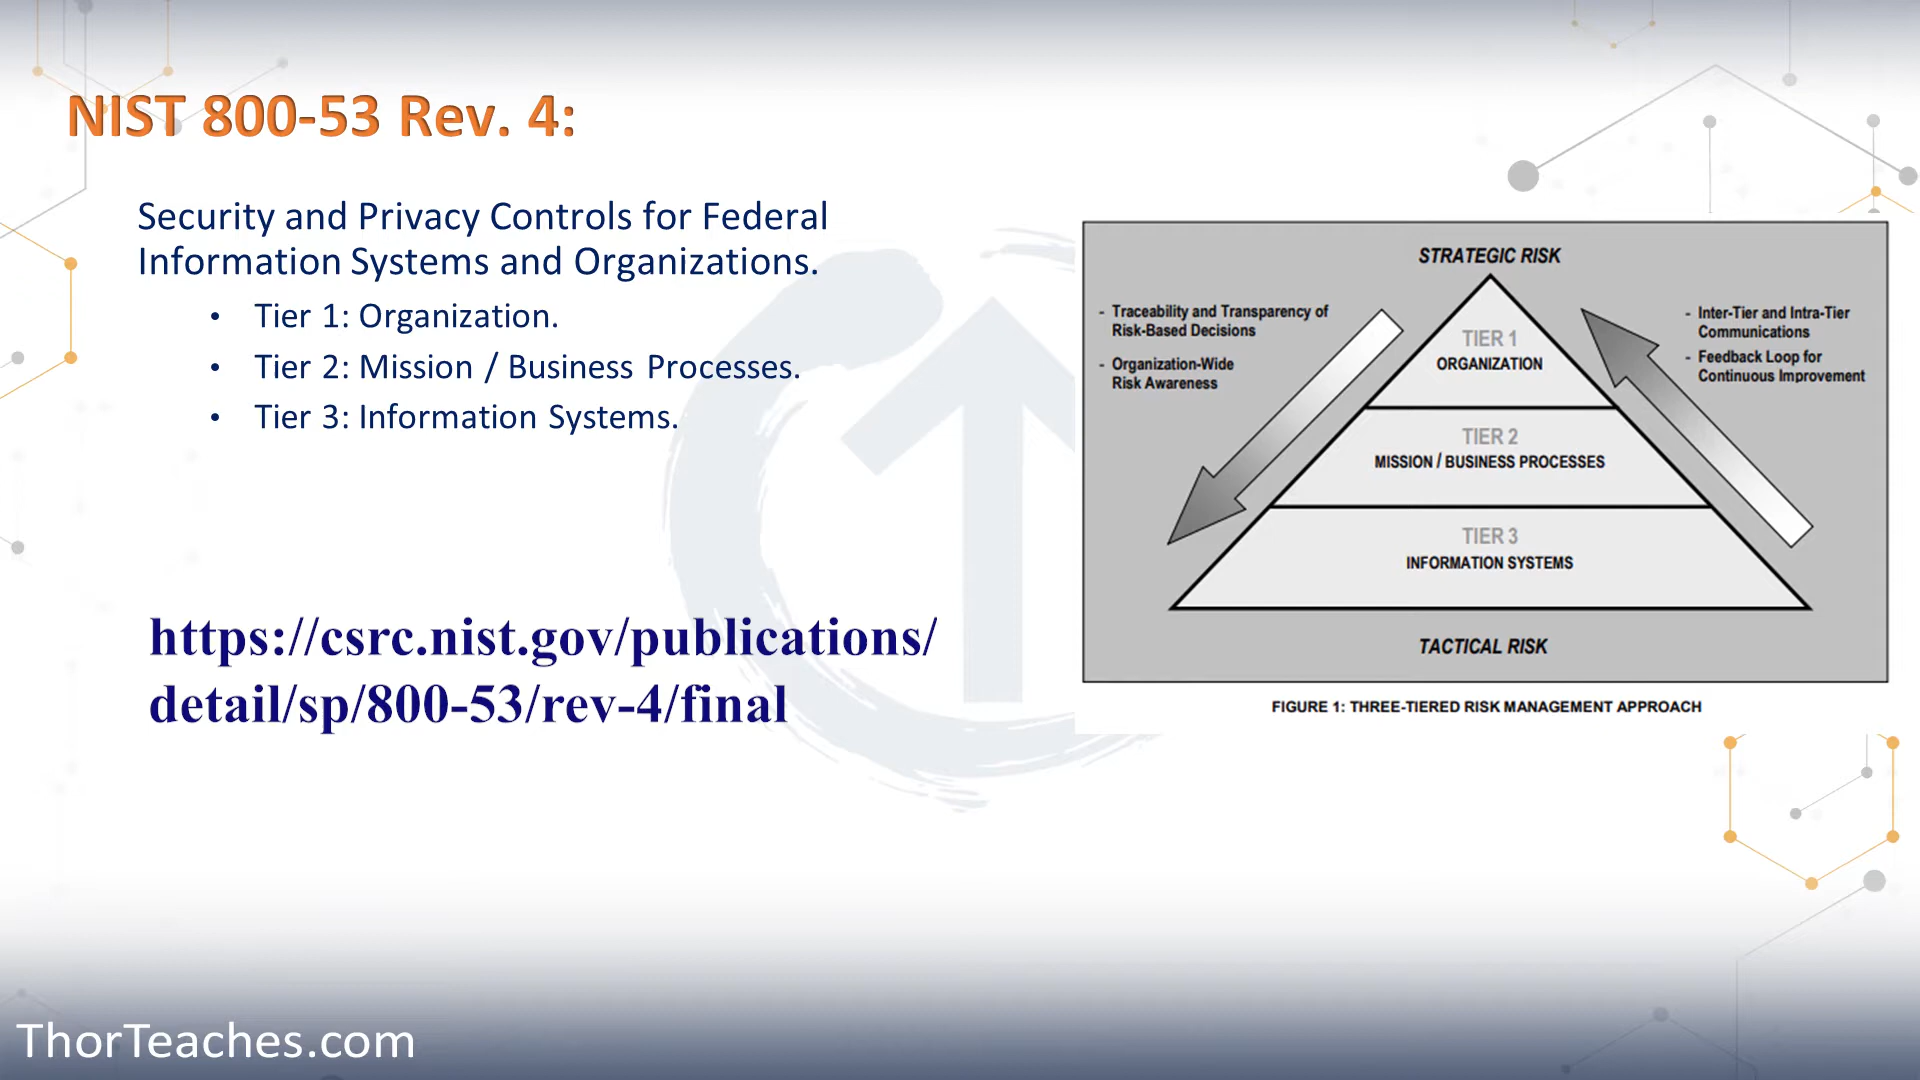 NIST 800-53 Rev. 4:
Security and Privacy Controls for Federal
Information Systems and Organizations.
• Tier 1: Organization.
• Tier 2: Mission / Business Processes.
• Tier 3: Information Systems.
https://csrc.nist.gov/publications/
detail/sp/800-53/rev-4/final
STRATEGIC RISK
- Traceability and Transparency of
Risk-Based Decisions
- Organization-Wide
Risk Awareness
- Inter-Tier and Intra-Tier
Communications
- Feedback Loop for
Continuous Improvement
TIER 1
ORGANIZATION
TIER 2
MISSION / BUSINESS PROCESSES
TIER 3
INFORMATION SYSTEMS
TACTICAL RISK
FIGURE 1: THREE-TIERED RISK MANAGEMENT APPROACH
ThorTeaches.com